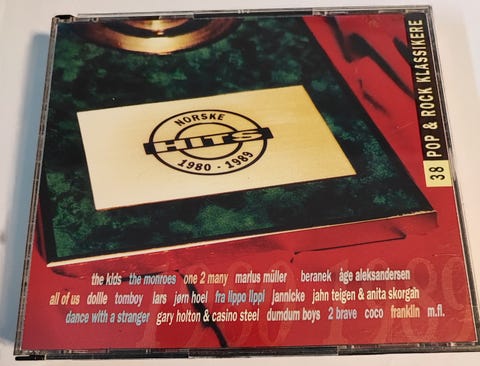 38 POP & ROCK KLASSIKERE
NORSKE
HITS
1980 - 1989
the kids the monroes one 2 many marius müller beranek åge aleksandersen
all of us dollie tomboy lars jørn hoel fra lippo lippi jannicke jahn teigen & anita skorgan
dance with a stranger gary holton & casino steel dumdum boys 2 brave coco franklin m.fl.